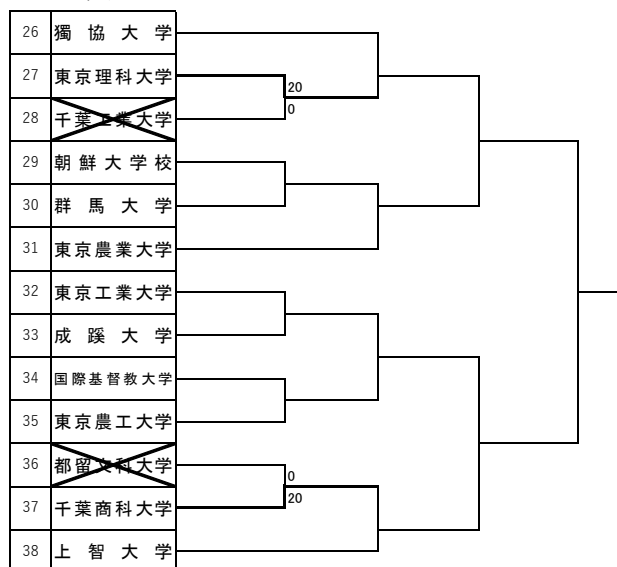 26 獨協大学
27 東京理科大学
20
0
28 千葉工業大学
29 朝鮮大学校
30 群馬大学
31 東京農業大学
32 東京工業大学
33 成蹊大学
34 国際基督教大学
35 東京農工大学
36 都留文科大学
0
20
37 千葉商科大学
38 上智大学